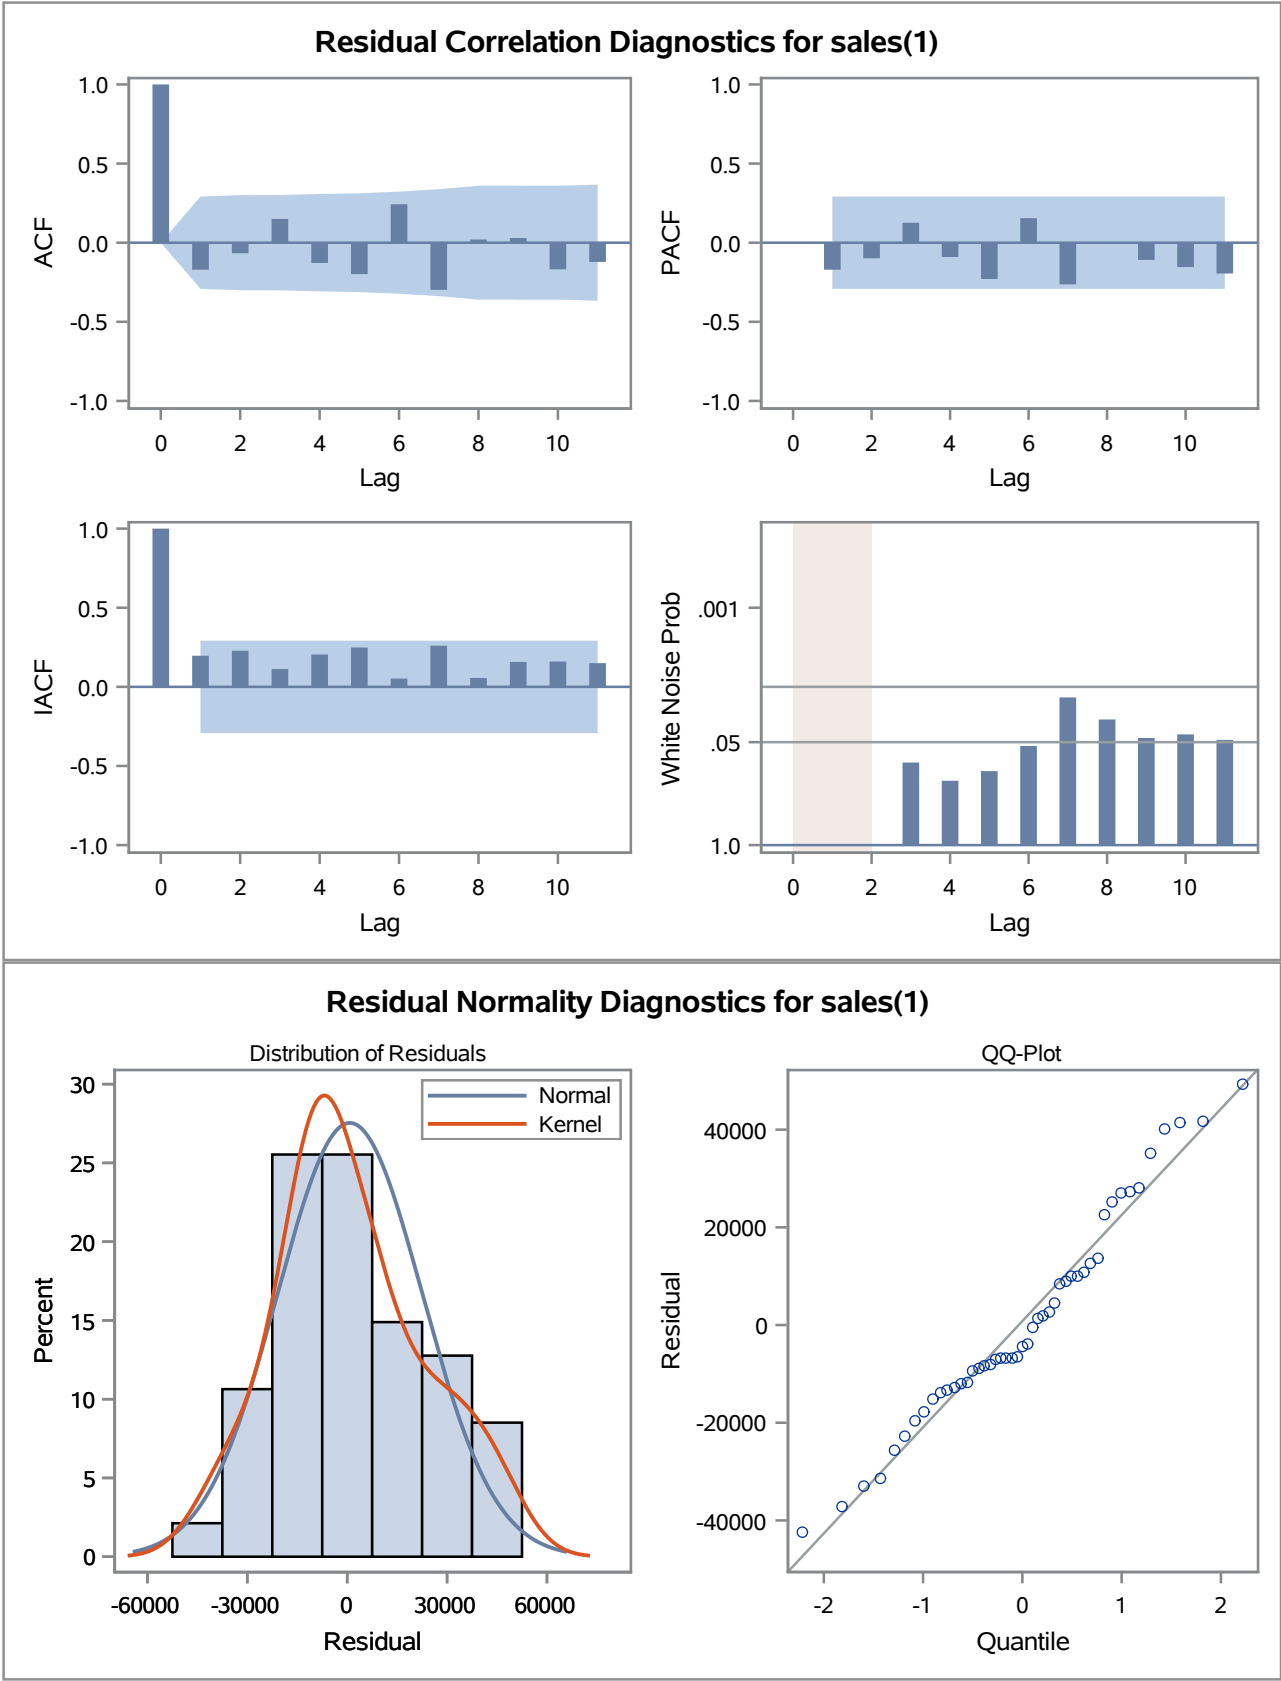 Residual Correlation Diagnostics for sales(1)
ACF
1.0
0.5
0.0
-0.5
-1.0
0 2 4 6 8 10
Lag
PACF
1.0
0.5
0.0
-0.5
-1.0
0 2 4 6 8 10
Lag
IACF
1.0
0.5
0.0
-0.5
-1.0
0 2 4 6 8 10
Lag
White Noise Prob
.001
.05
1.0
0 2 4 6 8 10
Lag
Residual Normality Diagnostics for sales(1)
Distribution of Residuals
Percent
30
25
20
15
10
5
0
Normal
Kernel
-60000 -30000 0 30000 60000
Residual
QQ-Plot
Residual
40000
20000
0
-20000
-40000
-2 -1 0 1 2
Quantile